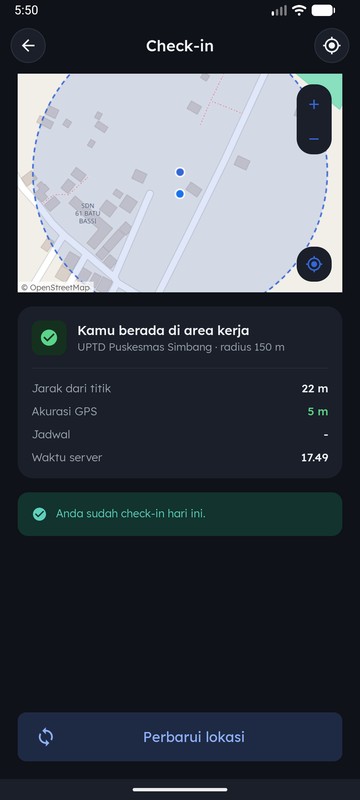 5:50
Check-in
+
−
SDN
61 BATU
BASSI
© OpenStreetMap
Kamu berada di area kerja
UPTD Puskesmas Simbang · radius 150 m
Jarak dari titik 22 m
Akurasi GPS 5 m
Jadwal -
Waktu server 17.49
Anda sudah check-in hari ini.
Perbarui lokasi